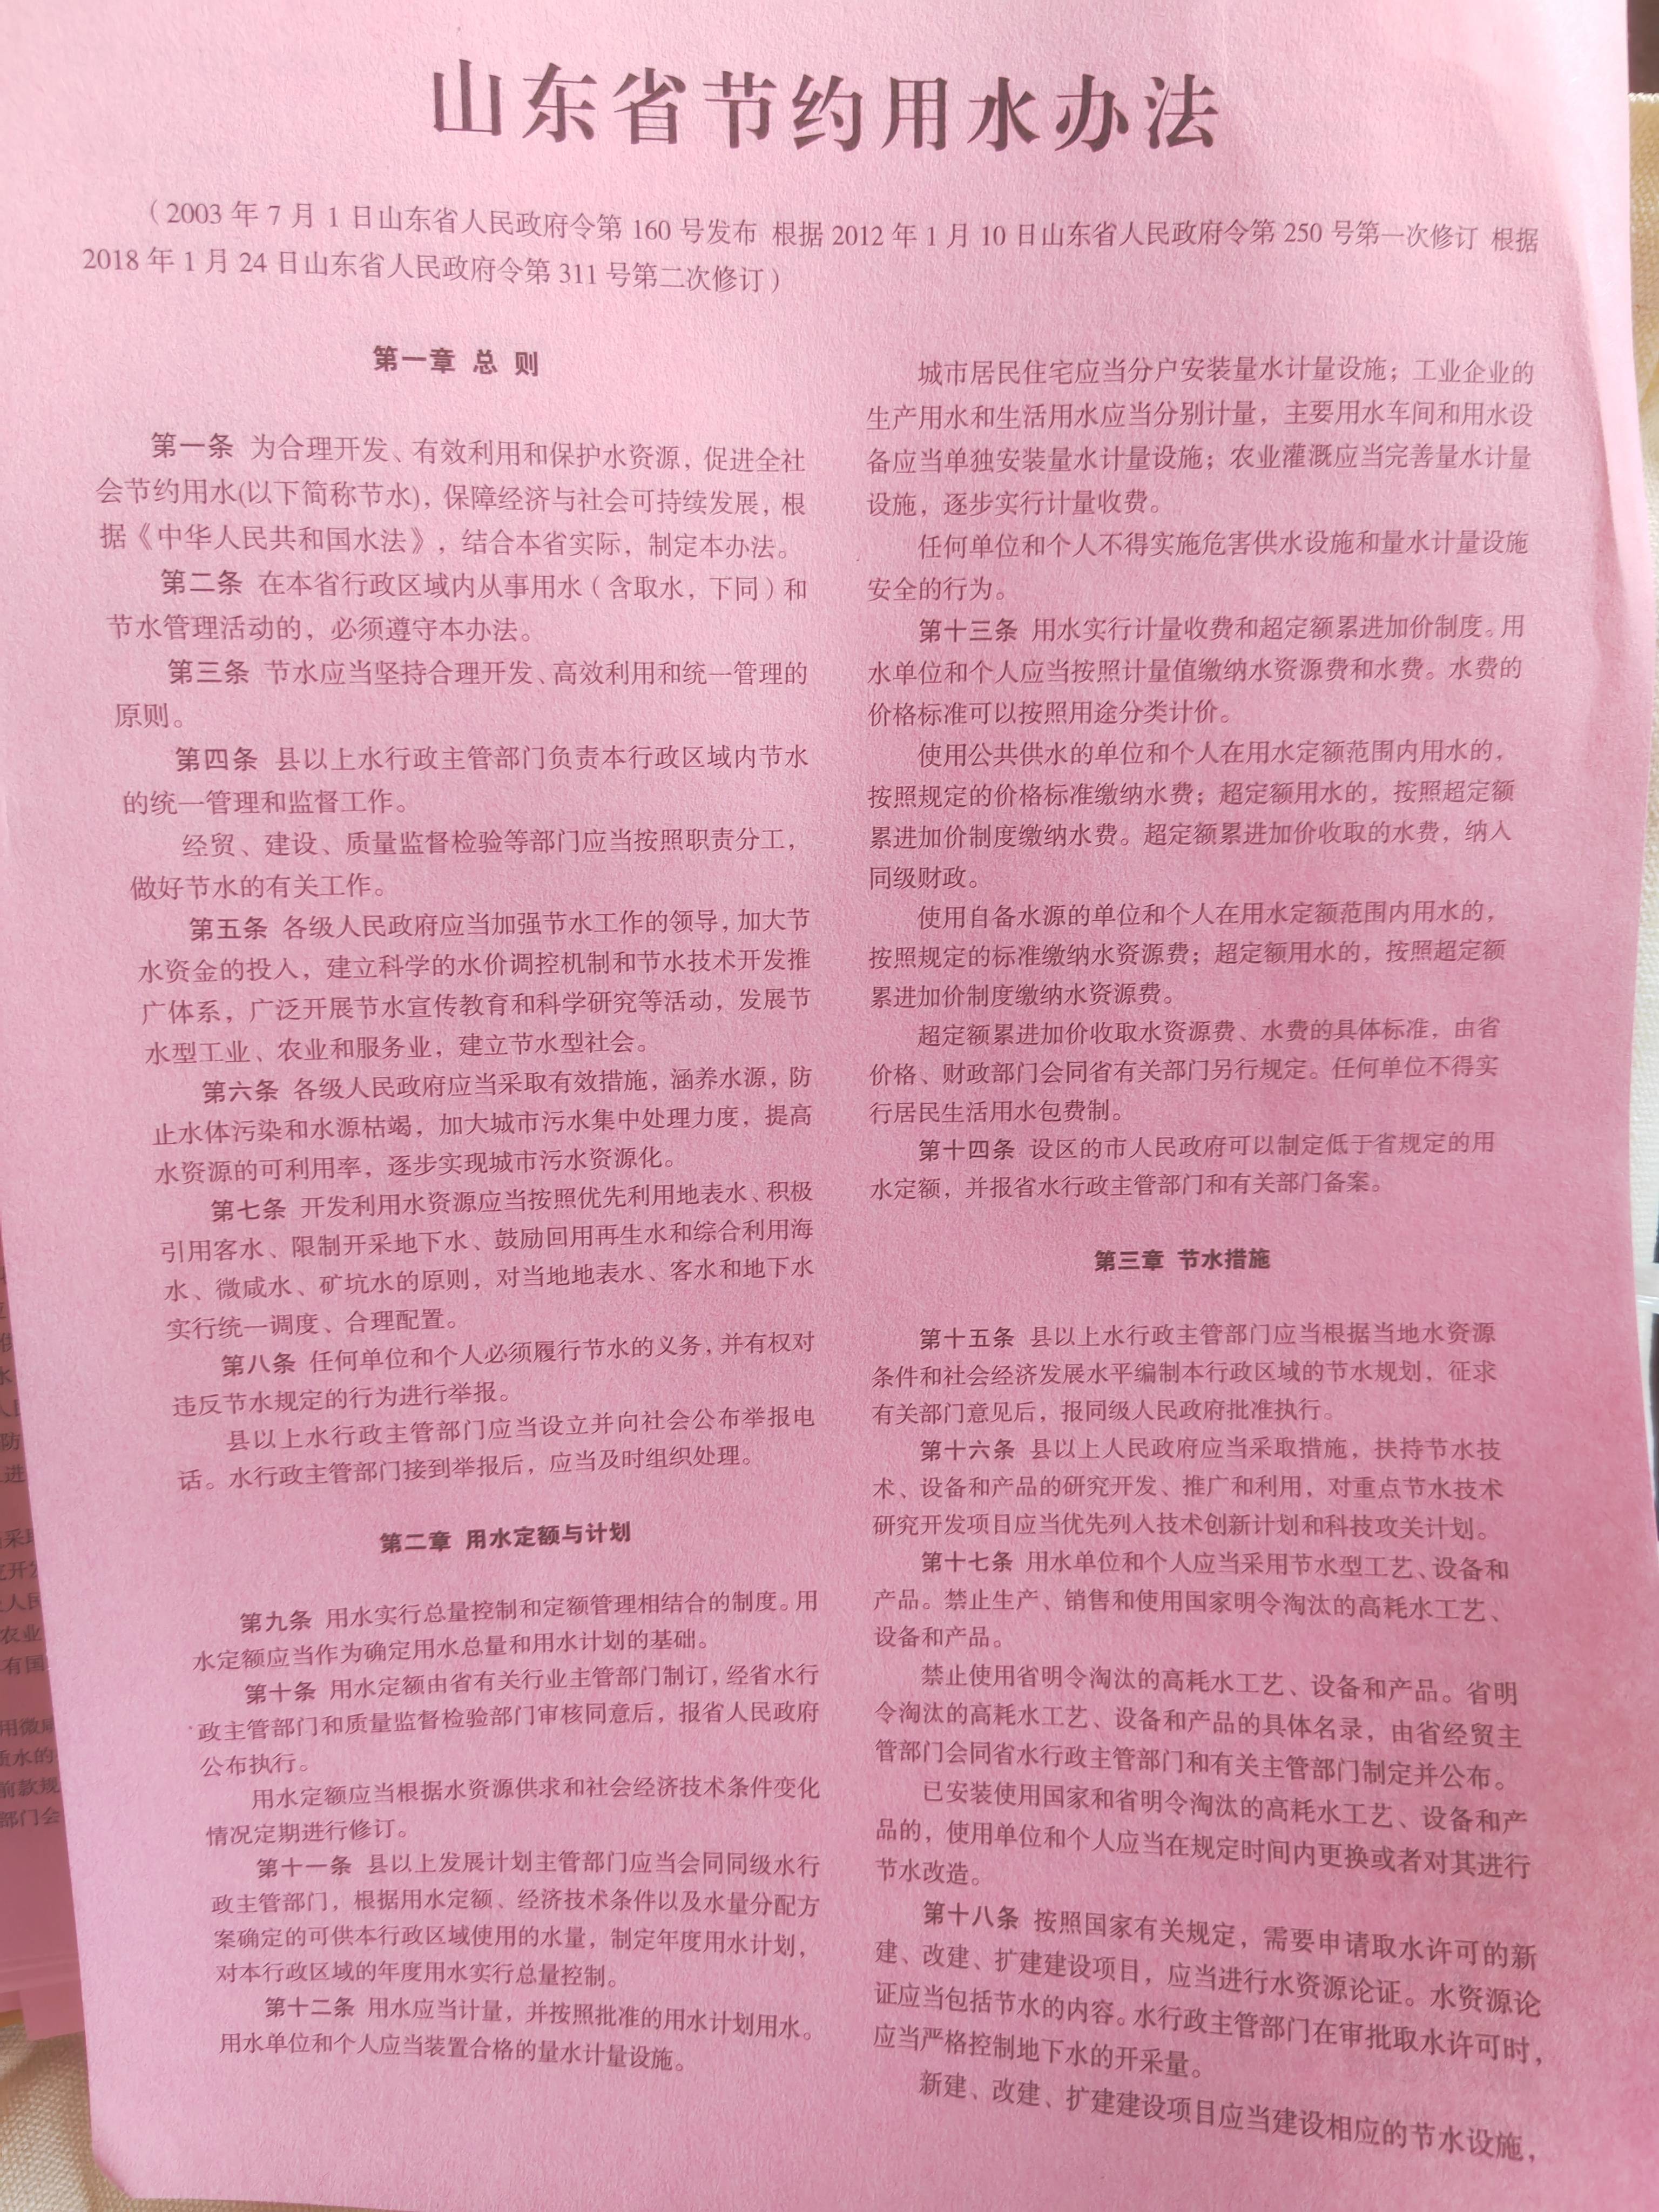 山东省节约用水办法
（2003 年 7 月 1 日山东省人民政府令第 160 号发布 根据 2012 年 1 月 10 日山东省人民政府令第 250 号第一次修订 根据
2018 年 1 月 24 日山东省人民政府令第 311 号第二次修订）
第一章 总 则
第一条 为合理开发、有效利用和保护水资源，促进全社
会节约用水(以下简称节水)，保障经济与社会可持续发展，根
据《中华人民共和国水法》，结合本省实际，制定本办法。
第二条 在本省行政区域内从事用水（含取水，下同）和
节水管理活动的，必须遵守本办法。
第三条 节水应当坚持合理开发、高效利用和统一管理的
原则。
第四条 县以上水行政主管部门负责本行政区域内节水
的统一管理和监督工作。
经贸、建设、质量监督检验等部门应当按照职责分工，
做好节水的有关工作。
第五条 各级人民政府应当加强节水工作的领导，加大节
水资金的投入，建立科学的水价调控机制和节水技术开发推
广体系，广泛开展节水宣传教育和科学研究等活动，发展节
水型工业、农业和服务业，建立节水型社会。
第六条 各级人民政府应当采取有效措施，涵养水源，防
止水体污染和水源枯竭，加大城市污水集中处理力度，提高
水资源的可利用率，逐步实现城市污水资源化。
第七条 开发利用水资源应当按照优先利用地表水、积极
引用客水、限制开采地下水、鼓励回用再生水和综合利用海
水、微咸水、矿坑水的原则，对当地地表水、客水和地下水
实行统一调度、合理配置。
第八条 任何单位和个人必须履行节水的义务，并有权对
违反节水规定的行为进行举报。
县以上水行政主管部门应当设立并向社会公布举报电
话。水行政主管部门接到举报后，应当及时组织处理。
第二章 用水定额与计划
第九条 用水实行总量控制和定额管理相结合的制度。用
水定额应当作为确定用水总量和用水计划的基础。
第十条 用水定额由省有关行业主管部门制订，经省水行
政主管部门和质量监督检验部门审核同意后，报省人民政府
公布执行。
用水定额应当根据水资源供求和社会经济技术条件变化
情况定期进行修订。
第十一条 县以上发展计划主管部门应当会同同级水行
政主管部门，根据用水定额、经济技术条件以及水量分配方
案确定的可供本行政区域使用的水量，制定年度用水计划，
对本行政区域的年度用水实行总量控制。
第十二条 用水应当计量，并按照批准的用水计划用水。
用水单位和个人应当装置合格的量水计量设施。
城市居民住宅应当分户安装量水计量设施；工业企业的
生产用水和生活用水应当分别计量，主要用水车间和用水设
备应当单独安装量水计量设施；农业灌溉应当完善量水计量
设施，逐步实行计量收费。
任何单位和个人不得实施危害供水设施和量水计量设施
安全的行为。
第十三条 用水实行计量收费和超定额累进加价制度。用
水单位和个人应当按照计量值缴纳水资源费和水费。水费的
价格标准可以按照用途分类计价。
使用公共供水的单位和个人在用水定额范围内用水的，
按照规定的价格标准缴纳水费；超定额用水的，按照超定额
累进加价制度缴纳水费。超定额累进加价收取的水费，纳入
同级财政。
使用自备水源的单位和个人在用水定额范围内用水的，
按照规定的标准缴纳水资源费；超定额用水的，按照超定额
累进加价制度缴纳水资源费。
超定额累进加价收取水资源费、水费的具体标准，由省
价格、财政部门会同省有关部门另行规定。任何单位不得实
行居民生活用水包费制。
第十四条 设区的市人民政府可以制定低于省规定的用
水定额，并报省水行政主管部门和有关部门备案。
第三章 节水措施
第十五条 县以上水行政主管部门应当根据当地水资源
条件和社会经济发展水平编制本行政区域的节水规划，征求
有关部门意见后，报同级人民政府批准执行。
第十六条 县以上人民政府应当采取措施，扶持节水技
术、设备和产品的研究开发、推广和利用，对重点节水技术
研究开发项目应当优先列入技术创新计划和科技攻关计划。
第十七条 用水单位和个人应当采用节水型工艺、设备和
产品。禁止生产、销售和使用国家明令淘汰的高耗水工艺、
设备和产品。
禁止使用省明令淘汰的高耗水工艺、设备和产品。省明
令淘汰的高耗水工艺、设备和产品的具体名录，由省经贸主
管部门会同省水行政主管部门和有关主管部门制定并公布。
已安装使用国家和省明令淘汰的高耗水工艺、设备和产
品的，使用单位和个人应当在规定时间内更换或者对其进行
节水改造。
第十八条 按照国家有关规定，需要申请取水许可的新
建、改建、扩建建设项目，应当进行水资源论证。水资源论
证应当包括节水的内容。水行政主管部门在审批取水许可时，
应当严格控制地下水的开采量。
新建、改建、扩建建设项目应当建设相应的节水设施，